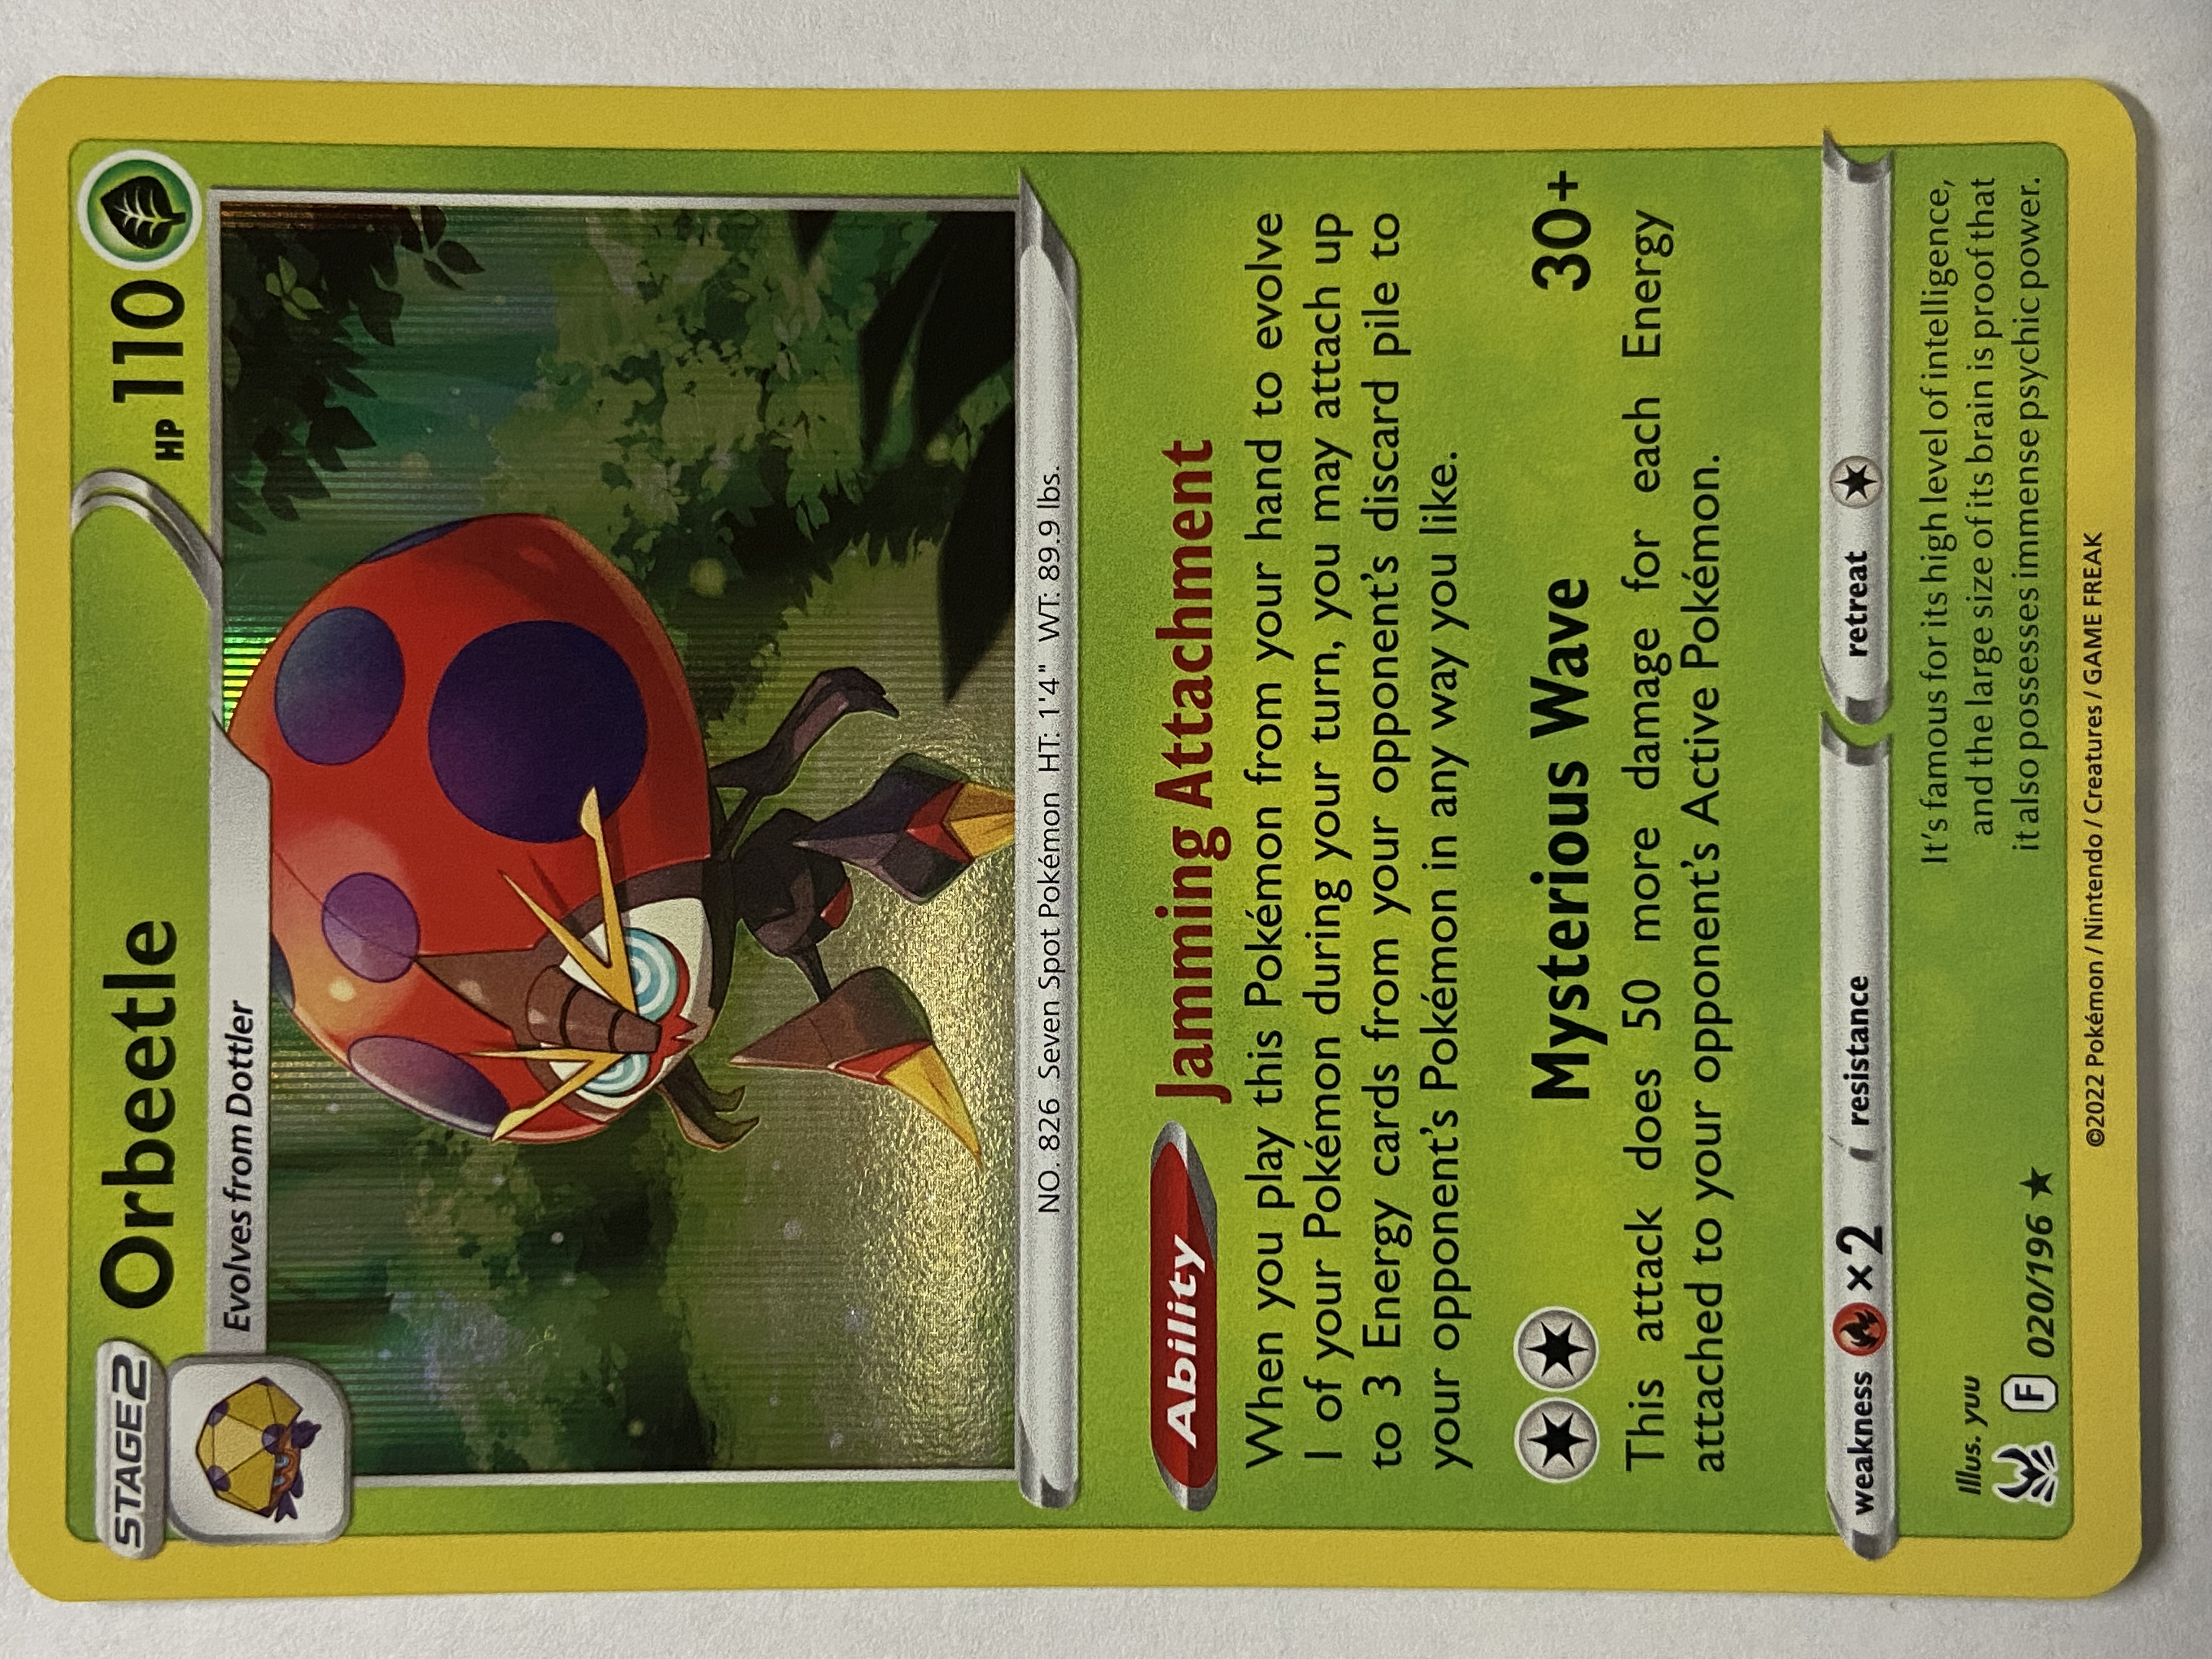 STAGE2
Orbeetle
HP 110
Evolves from Dottler
NO. 826 Seven Spot Pokémon HT: 1'4" WT: 89.9 lbs.
Ability Jamming Attachment
When you play this Pokémon from your hand to evolve
1 of your Pokémon during your turn, you may attach up
to 3 Energy cards from your opponent's discard pile to
your opponent's Pokémon in any way you like.
Mysterious Wave 30+
This attack does 50 more damage for each Energy
attached to your opponent's Active Pokémon.
weakness ×2 resistance retreat
It's famous for its high level of intelligence,
and the large size of its brain is proof that
it also possesses immense psychic power.
Illus. yuu
F 020/196 ★
©2022 Pokémon / Nintendo / Creatures / GAME FREAK